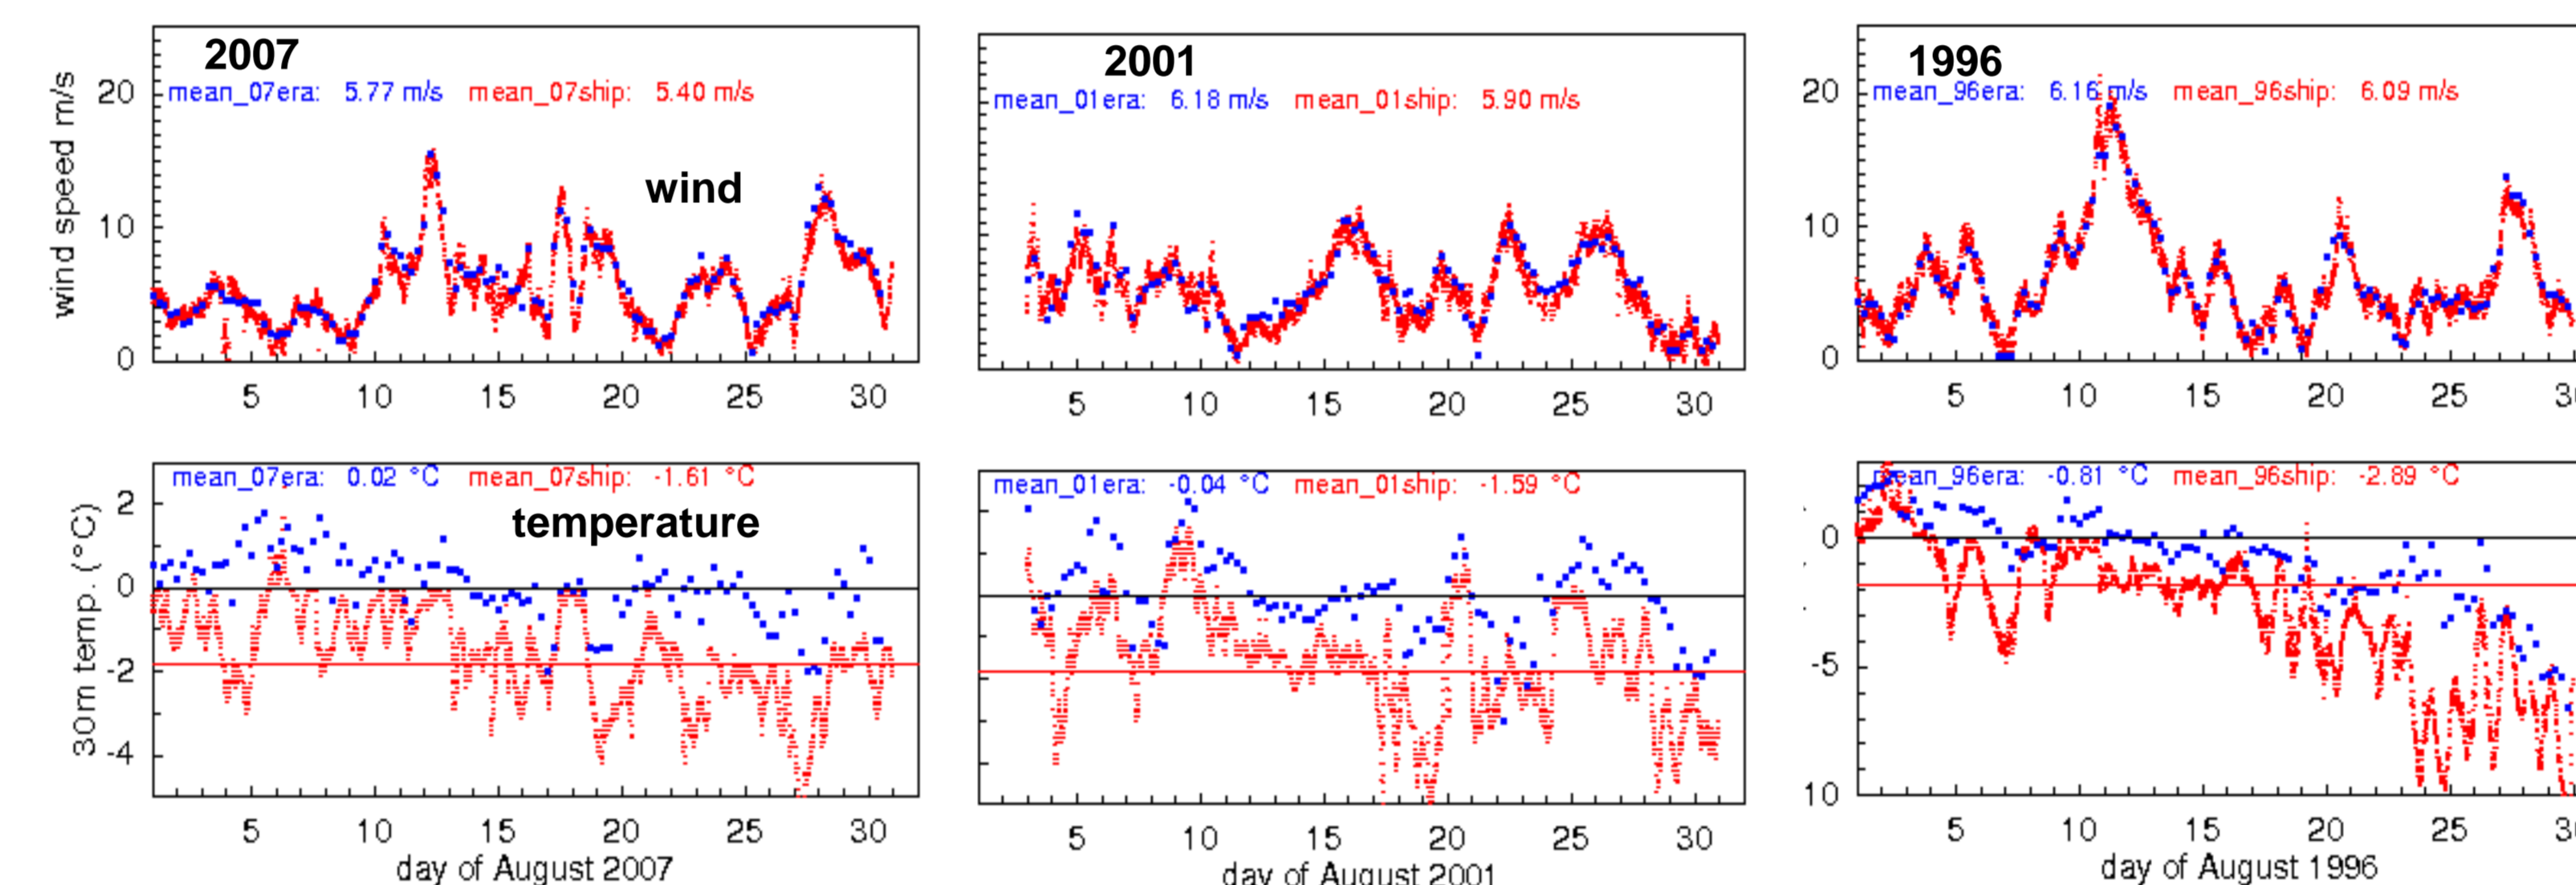 2007
mean_07era: 5.77 m/s mean_07ship: 5.40 m/s
wind
wind speed m/s
20
10
0
5 10 15 20 25 30
2001
mean_01era: 6.18 m/s mean_01ship: 5.90 m/s
5 10 15 20 25 30
1996
mean_96era: 6.16 m/s mean_96ship: 6.09 m/s
20
10
0
5 10 15 20 25
mean_07era: 0.02 °C mean_07ship: -1.61 °C
temperature
30m temp. (°C)
2
0
-2
-4
5 10 15 20 25 30
day of August 2007
mean_01era: -0.04 °C mean_01ship: -1.59 °C
5 10 15 20 25 30
day of August 2001
mean_96era: -0.81 °C mean_96ship: -2.89 °C
0
-5
10
5 10 15 20 25
day of August 1996